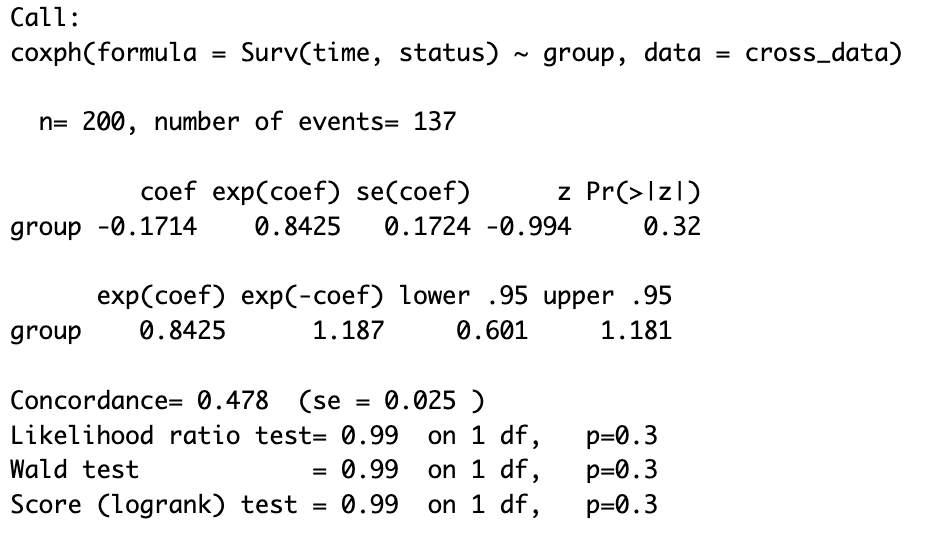 Call:
coxph(formula = Surv(time, status) ~ group, data = cross_data)
n= 200, number of events= 137
coef exp(coef) se(coef) z Pr(>|z|)
group -0.1714 0.8425 0.1724 -0.994 0.32
exp(coef) exp(-coef) lower .95 upper .95
group 0.8425 1.187 0.601 1.181
Concordance= 0.478 (se = 0.025 )
Likelihood ratio test= 0.99 on 1 df, p=0.3
Wald test = 0.99 on 1 df, p=0.3
Score (logrank) test = 0.99 on 1 df, p=0.3